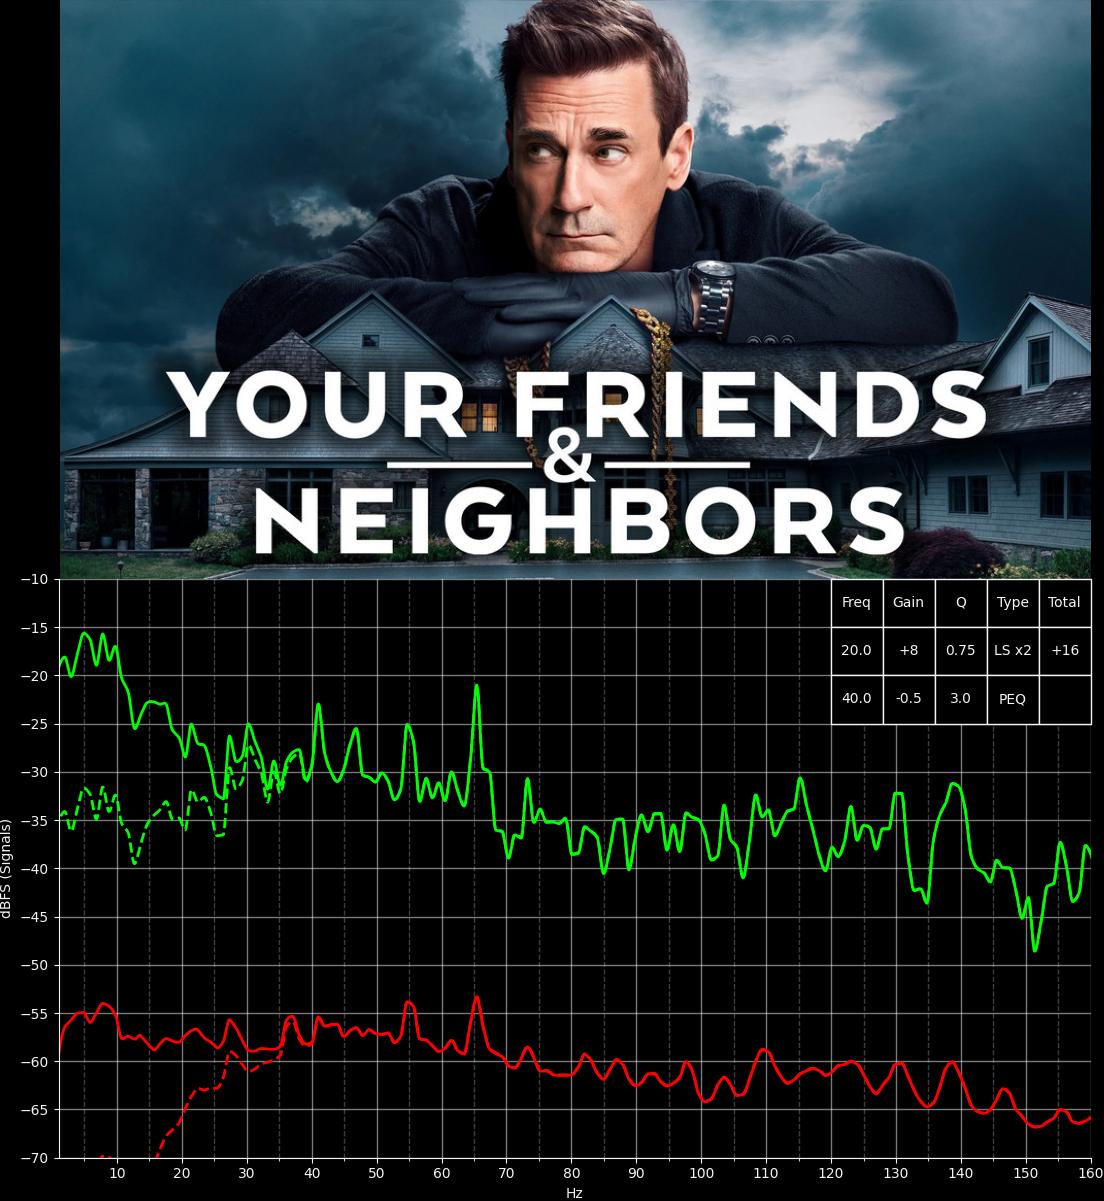 YOUR FRIENDS
&
NEIGHBORS
−10
Freq Gain Q Type Total
−15
20.0 +8 0.75 LS x2 +16
−20
40.0 -0.5 3.0 PEQ
−25
−30
−35
−40
−45
−50
−55
−60
−65
−70
dBFS (Signals)
10 20 30 40 50 60 70 80 90 100 110 120 130 140 150 160
Hz